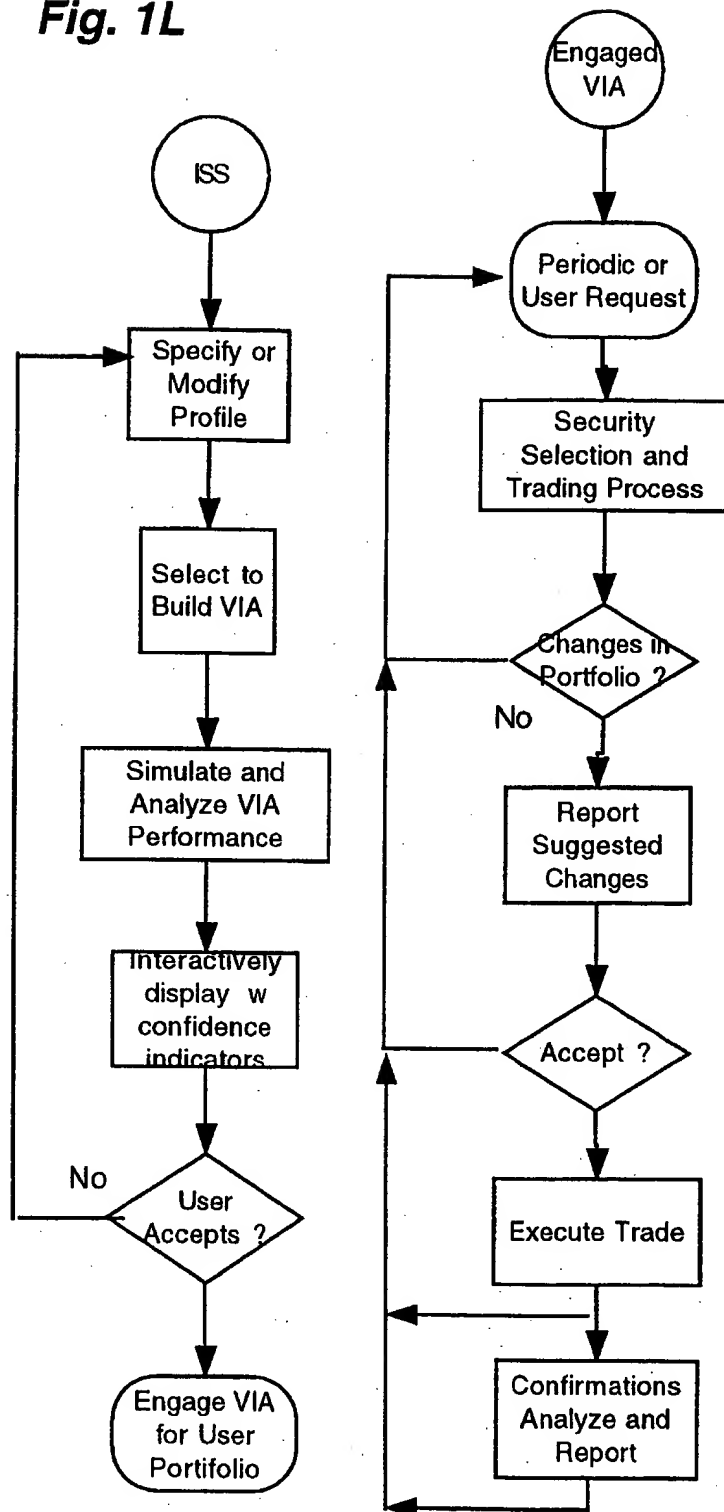 Fig. 1L
ISS
Specify or
Modify
Profile
Select to
Build VIA
Simulate and
Analyze VIA
Performance
Interactively
display w
confidence
indicators
No
User
Accepts ?
Engage VIA
for User
Portifolio
Engaged
VIA
Periodic or
User Request
Security
Selection and
Trading Process
Changes in
Portfolio ?
No
Report
Suggested
Changes
Accept ?
Execute Trade
Confirmations
Analyze and
Report